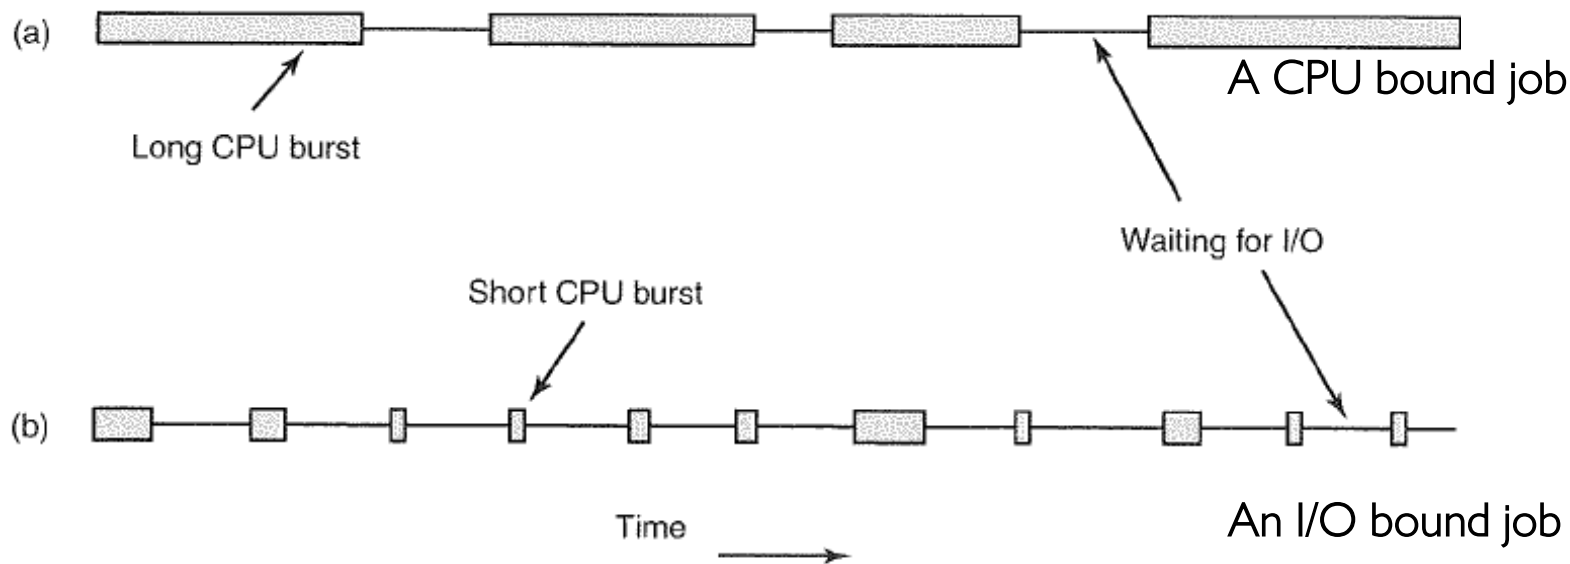 (a)
A CPU bound job
Long CPU burst
Waiting for I/O
Short CPU burst
(b)
Time
An I/O bound job